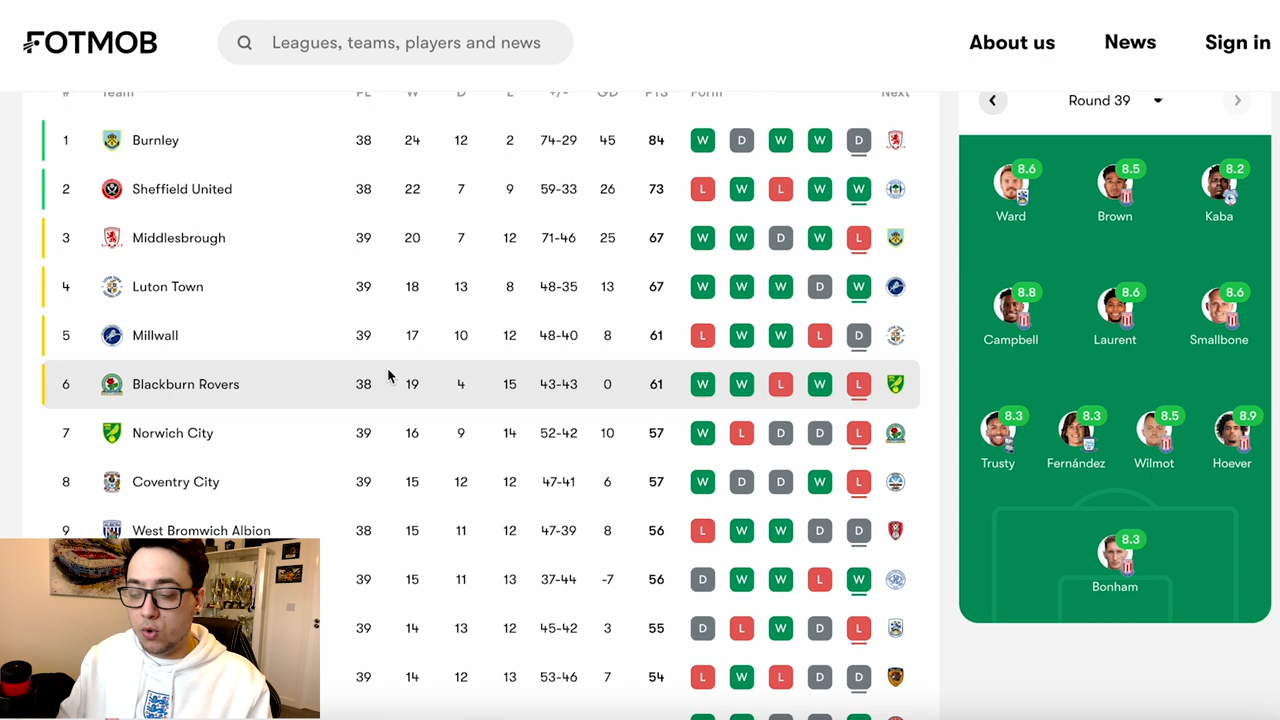 FOTMOB
Leagues, teams, players and news
About us News Sign in
# Team PL W D L +/- GD PTS Form Next
1 Burnley 38 24 12 2 74-29 45 84 W D W W D
2 Sheffield United 38 22 7 9 59-33 26 73 L W L W W
3 Middlesbrough 39 20 7 12 71-46 25 67 W W D W L
4 Luton Town 39 18 13 8 48-35 13 67 W W W D W
5 Millwall 39 17 10 12 48-40 8 61 L W W L D
6 Blackburn Rovers 38 19 4 15 43-43 0 61 W W L W L
7 Norwich City 39 16 9 14 52-42 10 57 W L D D L
8 Coventry City 39 15 12 12 47-41 6 57 W D D W L
9 West Bromwich Albion 38 15 11 12 47-39 8 56 L W W D D
39 15 11 13 37-44 -7 56 D W W L W
39 14 13 12 45-42 3 55 D L W D L
39 14 12 13 53-46 7 54 L W L D D
Round 39
8.6 8.5 8.2
Ward Brown Kaba
8.8 8.6 8.6
Campbell Laurent Smallbone
8.3 8.3 8.5 8.9
Trusty Fernández Wilmot Hoever
8.3
Bonham